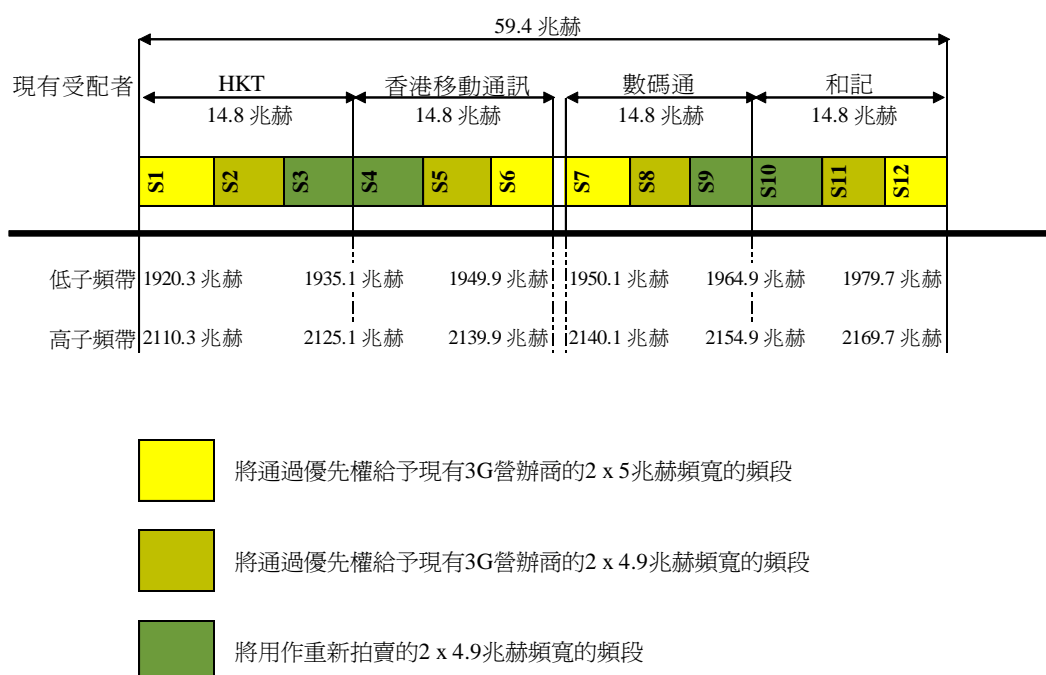 59.4 兆赫
現有受配者 HKT 香港移動通訊 數碼通 和記
14.8 兆赫 14.8 兆赫 14.8 兆赫 14.8 兆赫
S1 S2 S3 S4 S5 S6 S7 S8 S9 S10 S11 S12
低子頻帶 1920.3 兆赫 1935.1 兆赫 1949.9 兆赫 1950.1 兆赫 1964.9 兆赫 1979.7 兆赫
高子頻帶 2110.3 兆赫 2125.1 兆赫 2139.9 兆赫 2140.1 兆赫 2154.9 兆赫 2169.7 兆赫
將通過優先權給予現有3G營辦商的2 x 5兆赫頻寬的頻段
將通過優先權給予現有3G營辦商的2 x 4.9兆赫頻寬的頻段
將用作重新拍賣的2 x 4.9兆赫頻寬的頻段